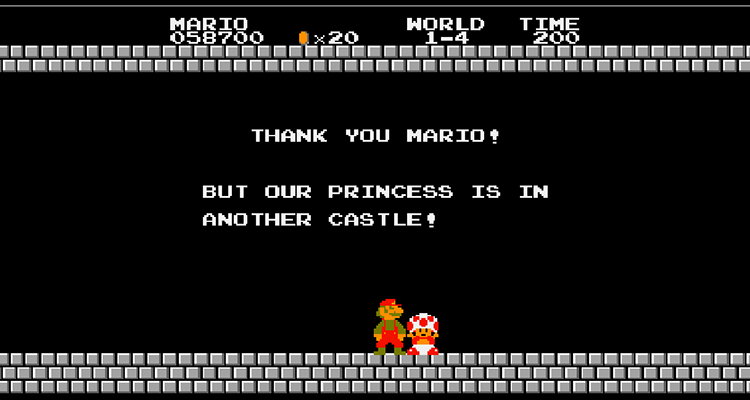 MARIO WORLD TIME
058700 ×20 1-4 200
THANK YOU MARIO!
BUT OUR PRINCESS IS IN
ANOTHER CASTLE!